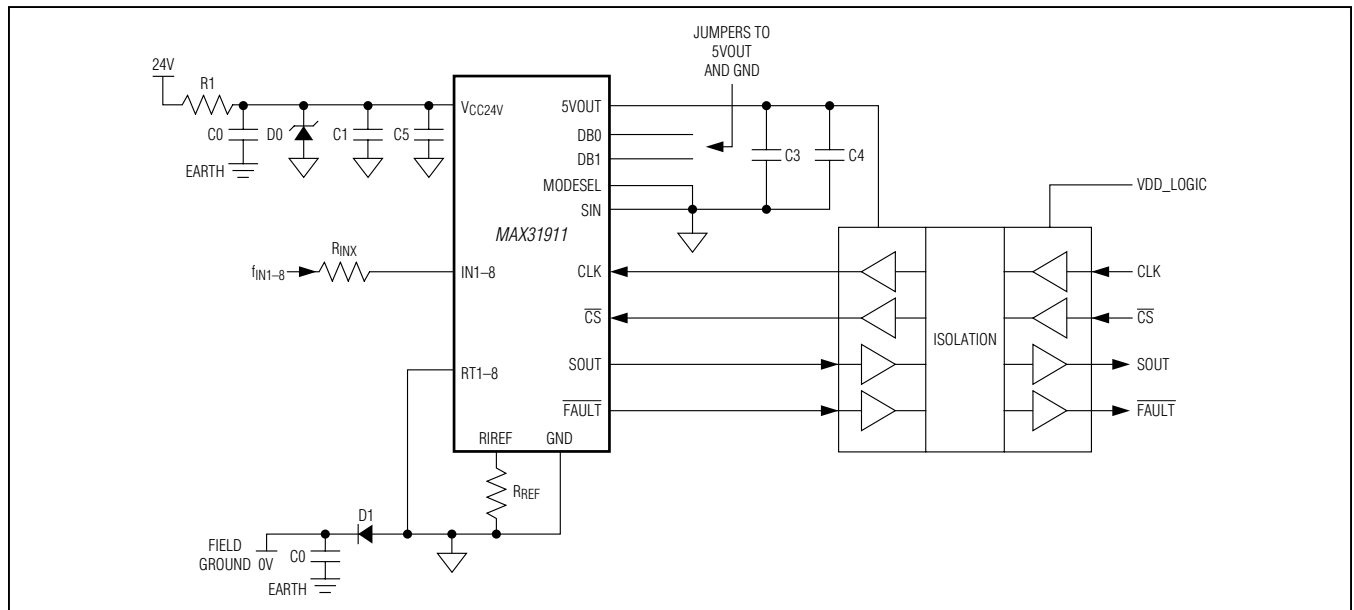 JUMPERS TO
5VOUT
AND GND
24V
R1
VCC24V
5VOUT
C0
D0
C1
C5
DB0
DB1
C3
C4
EARTH
MODESEL
SIN
VDD_LOGIC
MAX31911
RINX
fIN1–8
IN1–8
CLK
CLK
CS
CS
ISOLATION
RT1–8
SOUT
SOUT
FAULT
FAULT
RIREF
GND
RREF
D1
FIELD
GROUND 0V
C0
EARTH